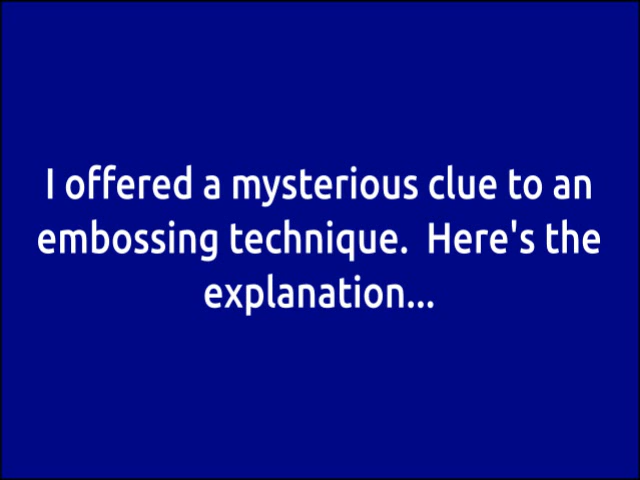 I offered a mysterious clue to an
embossing technique.  Here's the
explanation...